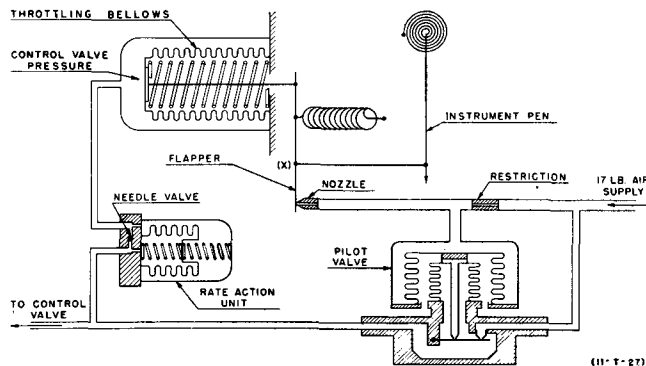 THROTTLING BELLOWS
CONTROL VALVE
PRESSURE
INSTRUMENT PEN
FLAPPER
(X)
NOZZLE
RESTRICTION
17 LB. AIR
SUPPLY
NEEDLE VALVE
PILOT
VALVE
RATE ACTION
UNIT
TO CONTROL
VALVE
(11-T-27)